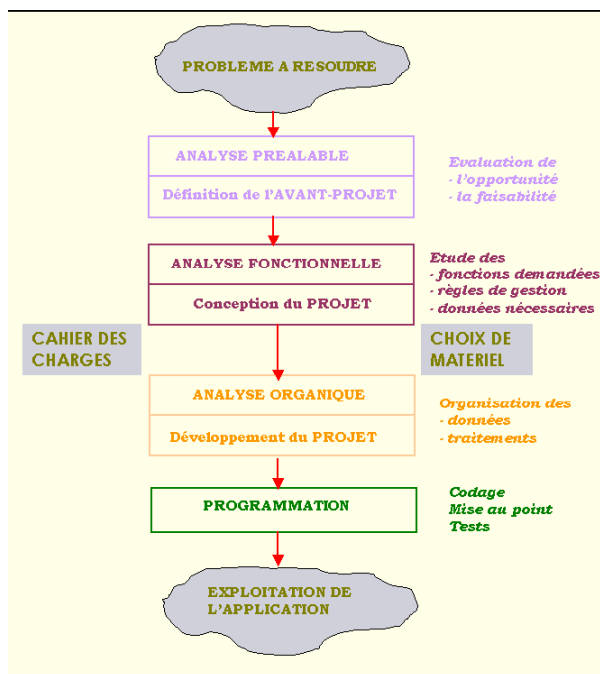 PROBLEME A RESOUDRE
ANALYSE PREALABLE
Définition de l'AVANT-PROJET
Evaluation de
- l'opportunité
- la faisabilité
ANALYSE FONCTIONNELLE
Conception du PROJET
Etude des
- fonctions demandées
- règles de gestion
- données nécessaires
CAHIER DES
CHARGES
CHOIX DE
MATERIEL
ANALYSE ORGANIQUE
Développement du PROJET
Organisation des
- données
- traitements
PROGRAMMATION
Codage
Mise au point
Tests
EXPLOITATION DE
L'APPLICATION